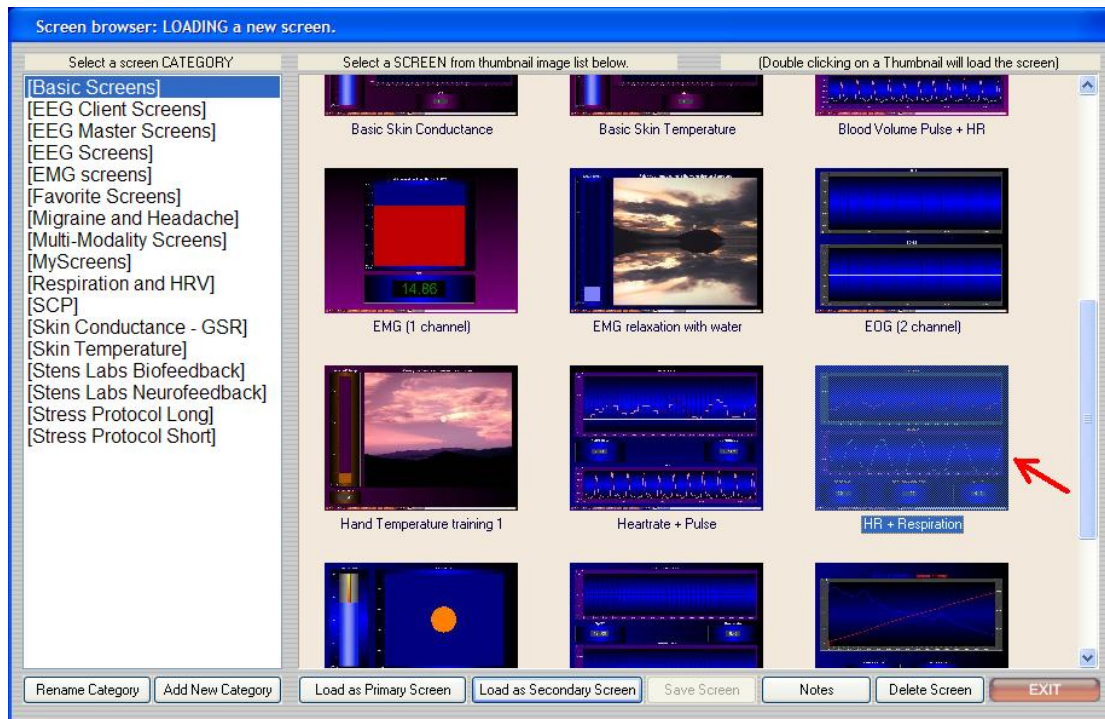 Screen browser: LOADING a new screen.
Select a screen CATEGORY
Select a SCREEN from thumbnail image list below.
(Double clicking on a Thumbnail will load the screen)
[Basic Screens]
[EEG Client Screens]
[EEG Master Screens]
[EEG Screens]
[EMG screens]
[Favorite Screens]
[Migraine and Headache]
[Multi-Modality Screens]
[MyScreens]
[Respiration and HRV]
[SCP]
[Skin Conductance - GSR]
[Skin Temperature]
[Stens Labs Biofeedback]
[Stens Labs Neurofeedback]
[Stress Protocol Long]
[Stress Protocol Short]
Basic Skin Conductance
Basic Skin Temperature
Blood Volume Pulse + HR
14.86
EMG (1 channel)
EMG relaxation with water
EOG (2 channel)
Hand Temperature training 1
Heartrate + Pulse
HR + Respiration
Rename Category
Add New Category
Load as Primary Screen
Load as Secondary Screen
Save Screen
Notes
Delete Screen
EXIT